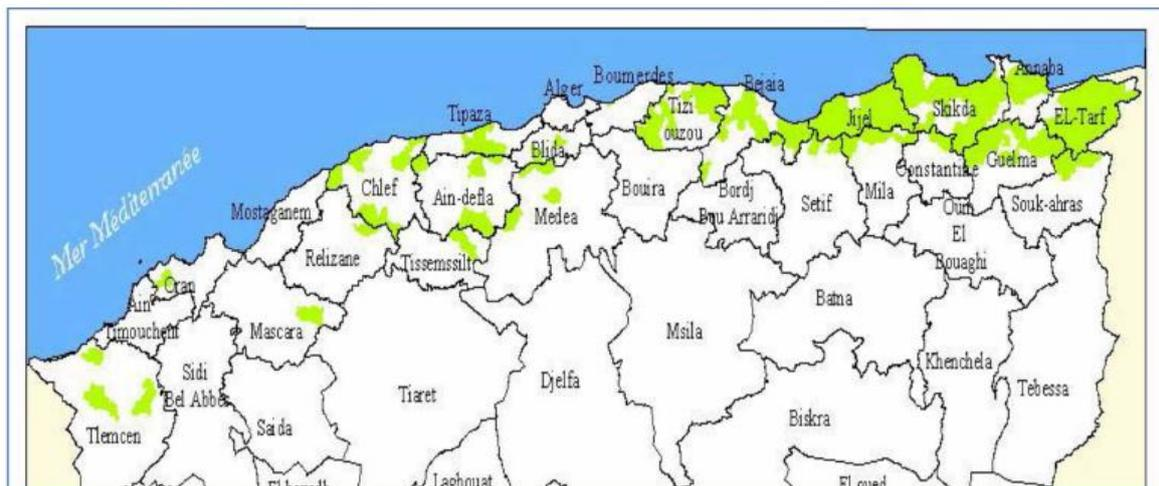 Annaba
Boumerdes
Bejaia
Alger
Tizi
ouzou
Skikda
Tipaza
Jijel
EL-Tarf
Blida
Guelma
Constantine
Mer Méditerranée
Chlef
Ain-defla
Bouira
Bordj
Bou Arraridj
Mila
Setif
Medea
Oum
El
Bouaghi
Souk-ahras
Mostaganem
Relizane
Tissemssilt
Oran
Ain
Timouchent
Mascara
Batna
Msila
Khenchela
Sidi
Bel Abbes
Djelfa
Tiaret
Tebessa
Biskra
Saida
Tlemcen
Laghouat
El oued